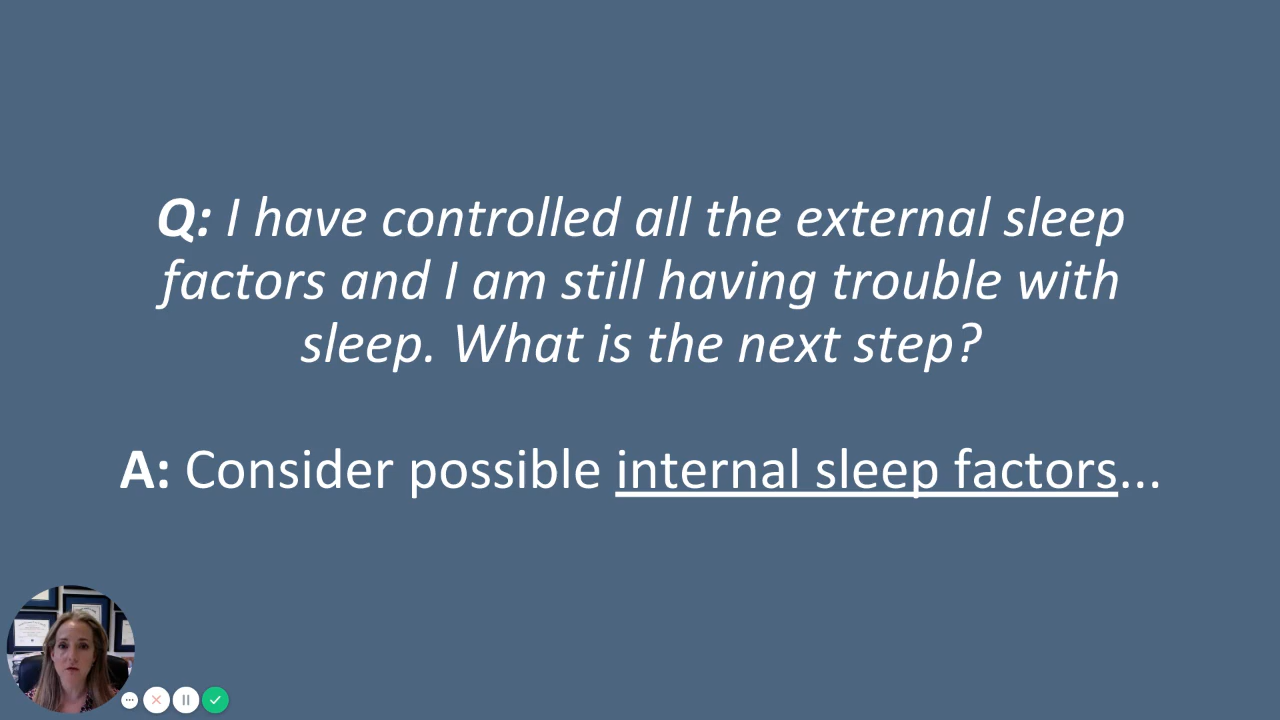 Q: I have controlled all the external sleep
factors and I am still having trouble with
sleep. What is the next step?
A: Consider possible internal sleep factors...